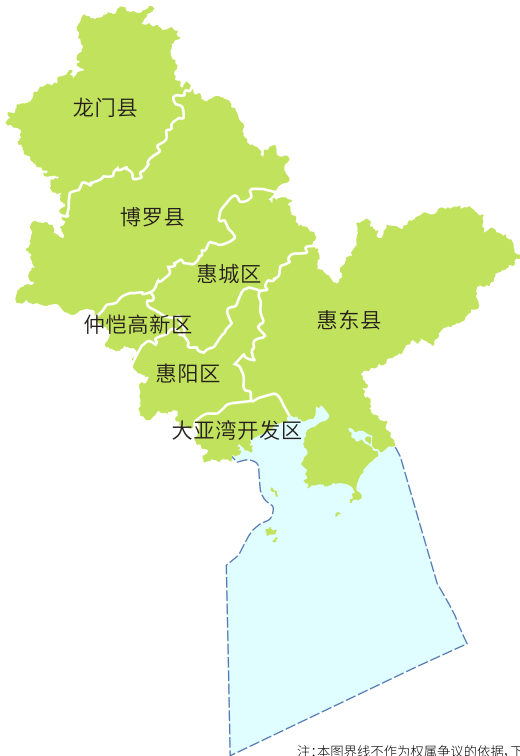 龙门县
博罗县
惠城区
仲恺高新区
惠东县
惠阳区
大亚湾开发区
注:本图界线不作为权属争议的依据,下